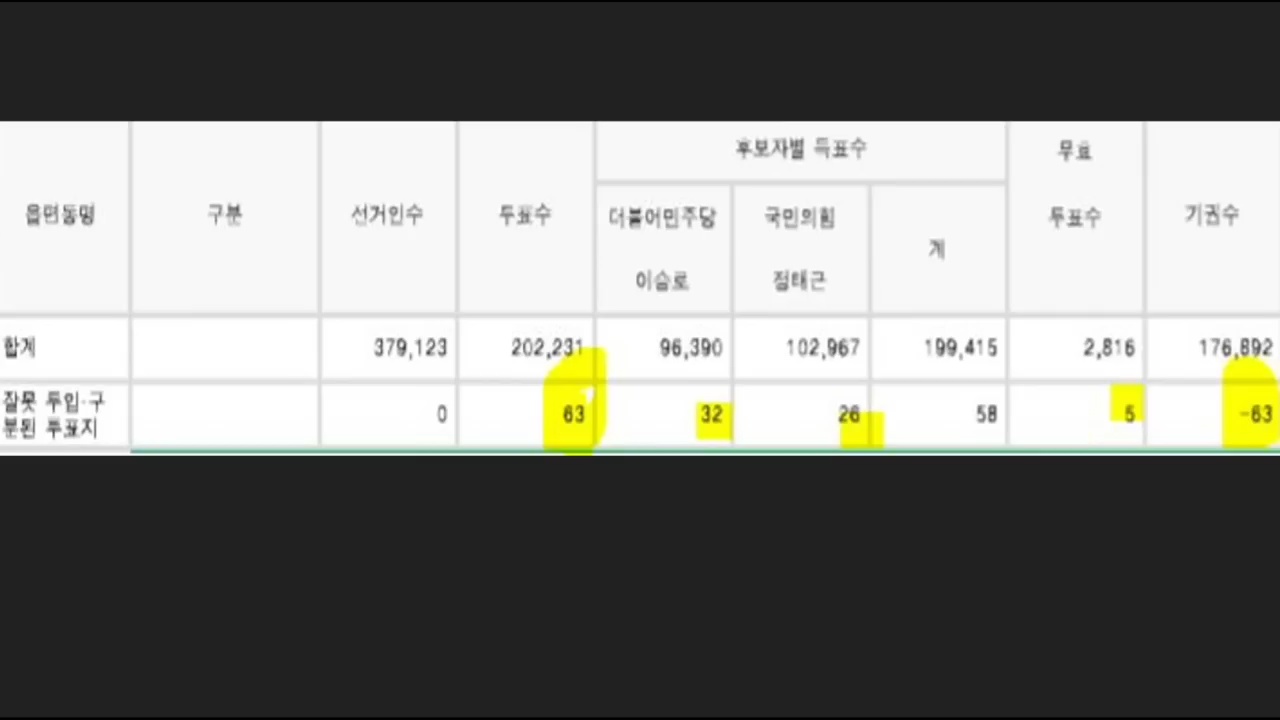 읍면동명 구분 선거인수 투표수 후보자별 득표수 무효 투표수 기권수
더불어민주당 이승로 국민의힘 정태근 계
합계 379,123 202,231 96,390 102,967 199,415 2,816 176,892
잘못 투입·구
분된 투표지 0 63 32 26 58 5 -63